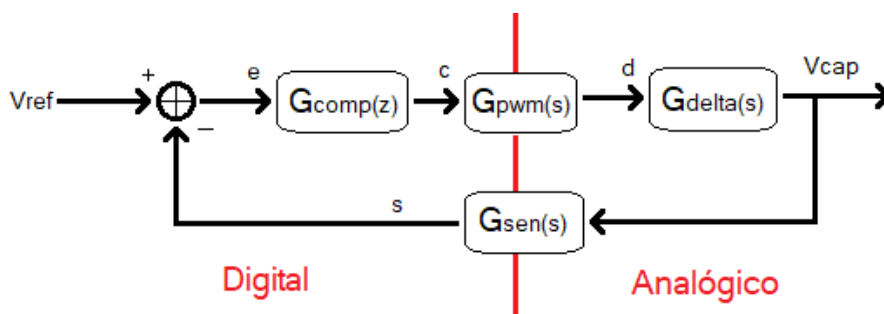 Vref
+
−
e
Gcomp(z)
c
Gpwm(s)
d
Gdelta(s)
Vcap
s
Gsen(s)
Digital
Analógico